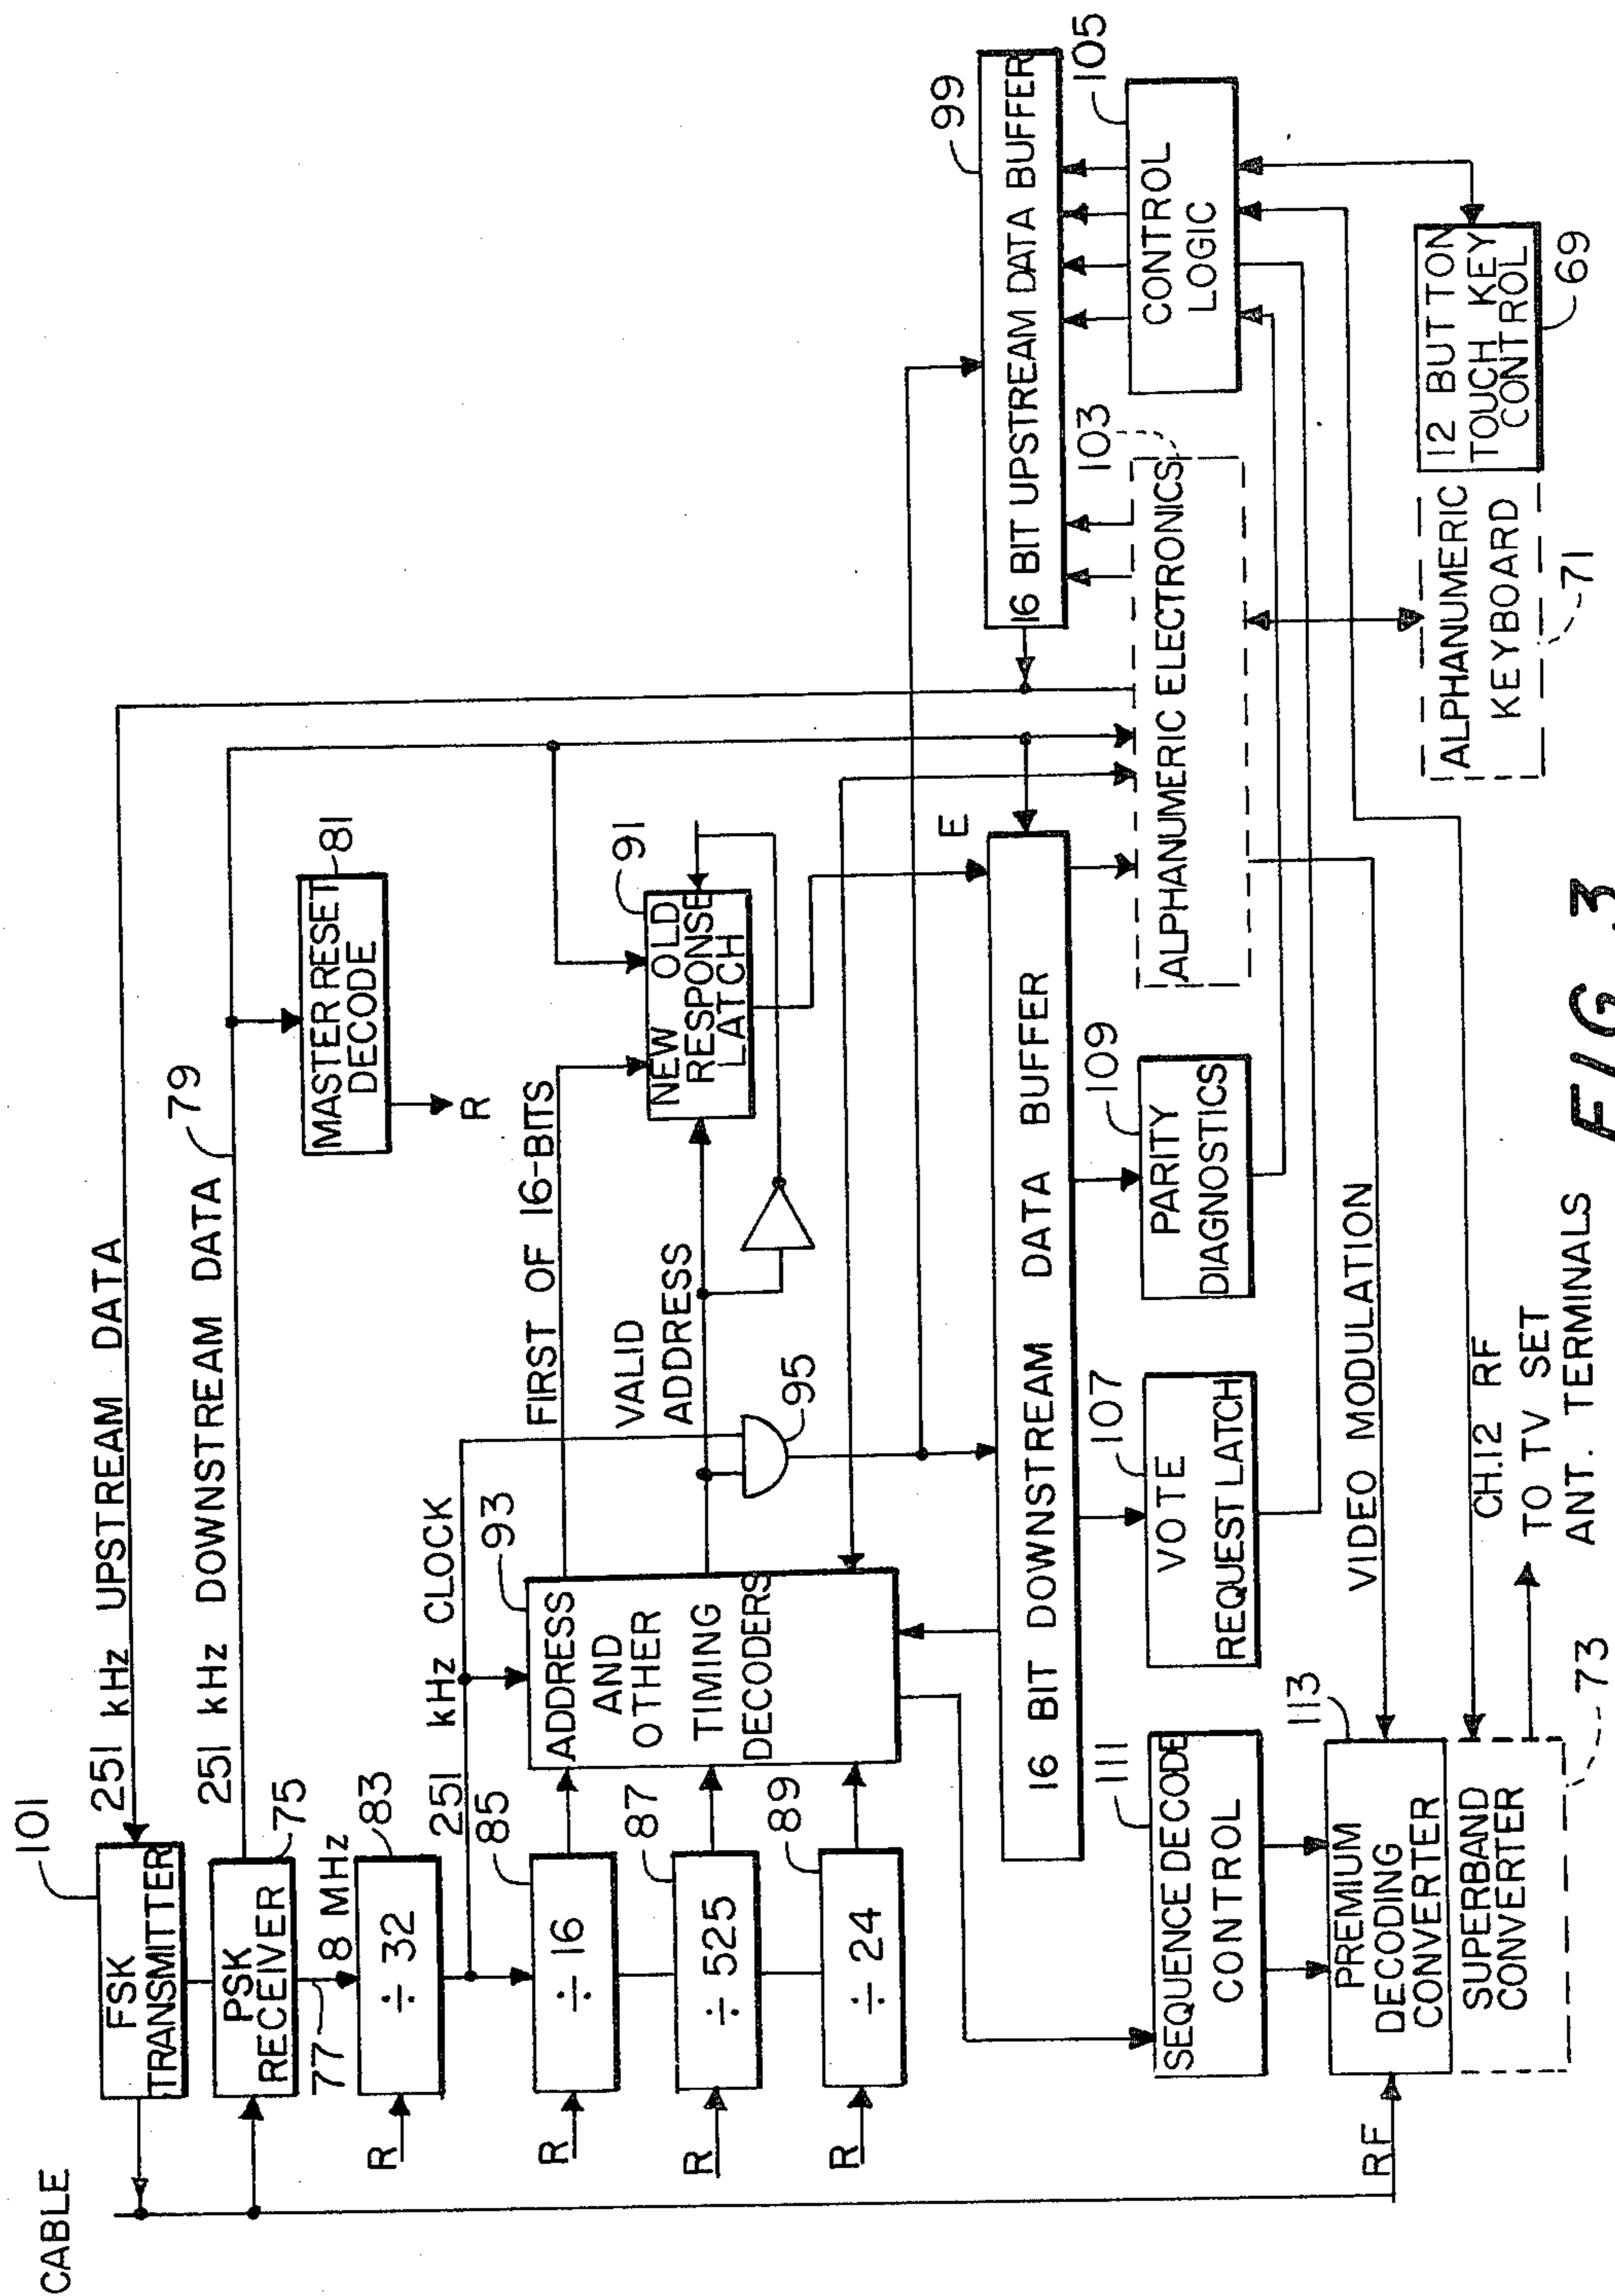 CABLE
101
FSK
TRANSMITTER
251 kHz UPSTREAM DATA
PSK
RECEIVER
75
251 kHz DOWNSTREAM DATA
79
77
8 MHz
÷ 32
83
R
MASTER RESET
DECODE
81
R
251 kHz CLOCK
÷ 16
85
R
÷ 525
87
R
÷ 24
89
R
ADDRESS
AND
OTHER
TIMING
DECODERS
93
FIRST OF 16-BITS
VALID
ADDRESS
95
NEW OLD
RESPONSE
LATCH
91
E
16 BIT DOWNSTREAM DATA BUFFER
16 BIT UPSTREAM DATA BUFFER
99
SEQUENCE DECODE
CONTROL
111
VOTE
REQUEST LATCH
107
PARITY
DIAGNOSTICS
109
ALPHANUMERIC ELECTRONICS
103
CONTROL
LOGIC
105
RF
PREMIUM
DECODING
CONVERTER
113
SUPERBAND
CONVERTER
73
VIDEO MODULATION
CH.12 RF
TO TV SET
ANT. TERMINALS
ALPHANUMERIC
KEYBOARD
71
12 BUTTON
TOUCH KEY
CONTROL
69
FIG. 3